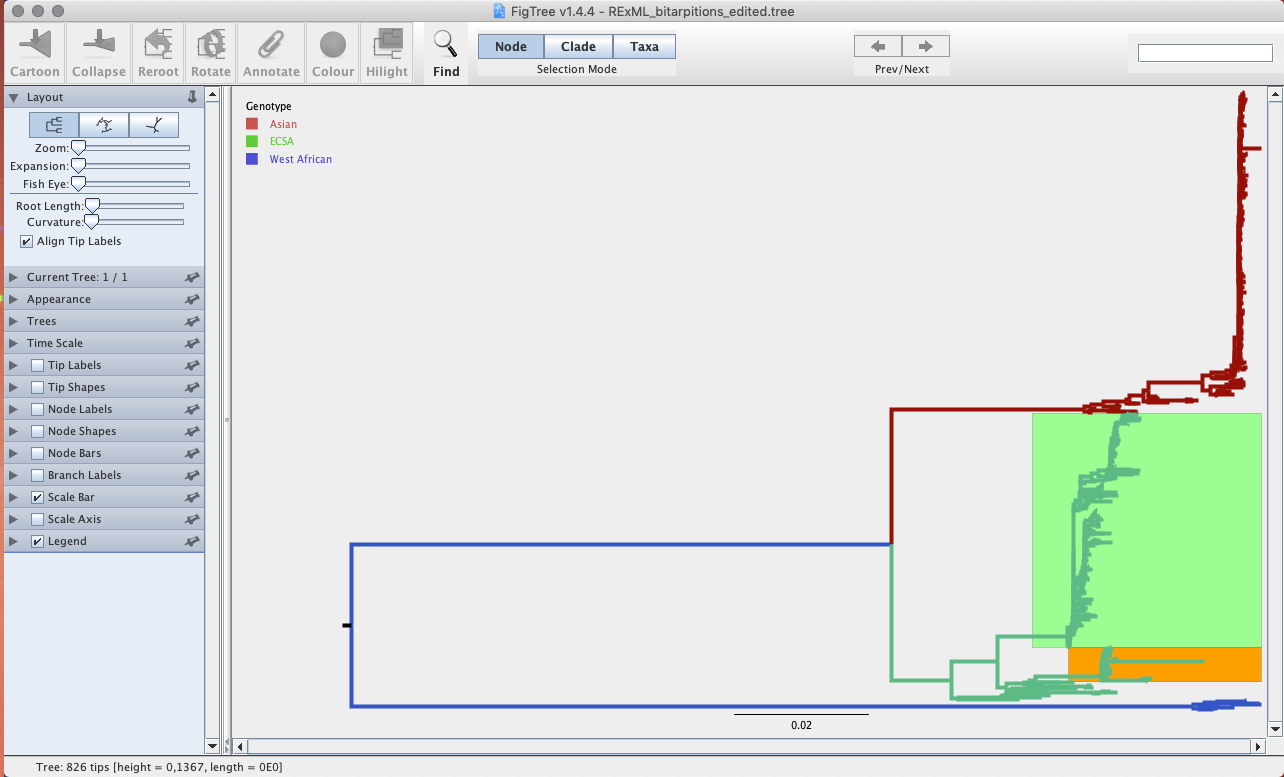 FigTree v1.4.4 - RExML_bitarpitions_edited.tree
Cartoon Collapse Reroot Rotate Annotate Colour Hilight Find
Node Clade Taxa
Selection Mode
Prev/Next
Layout
Zoom:
Expansion:
Fish Eye:
Root Length:
Curvature:
Align Tip Labels
Current Tree: 1 / 1
Appearance
Trees
Time Scale
Tip Labels
Tip Shapes
Node Labels
Node Shapes
Node Bars
Branch Labels
Scale Bar
Scale Axis
Legend
Genotype
Asian
ECSA
West African
0.02
Tree: 826 tips [height = 0,1367, length = 0E0]